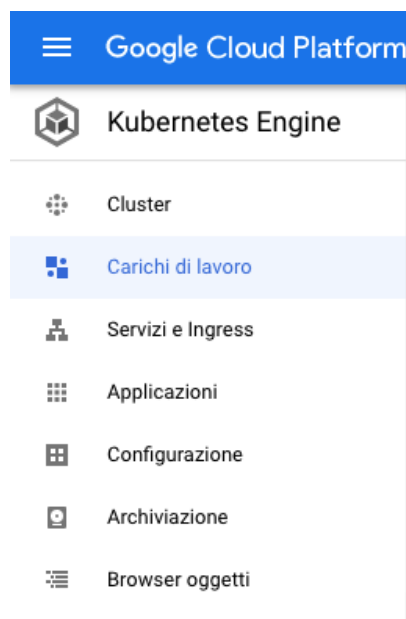 Google Cloud Platform
Kubernetes Engine
Cluster
Carichi di lavoro
Servizi e Ingress
Applicazioni
Configurazione
Archiviazione
Browser oggetti